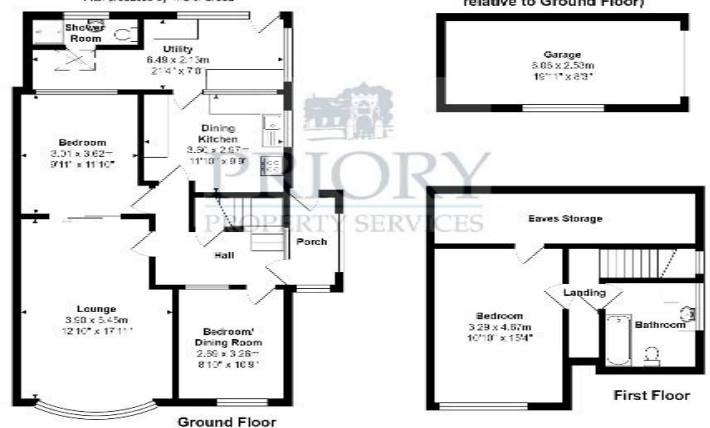 relative to Ground Floor)
Shower
Room
Utility
6.49 x 2.13m
21'4" x 7'0"
Garage
6.06 x 2.53m
19'11" x 8'3"
Bedroom
3.01 x 3.62m
9'11" x 11'10"
Dining
Kitchen
3.60 x 2.97m
11'10" x 9'9"
PRIORY
PROPERTY SERVICES
Hall
Porch
Lounge
3.90 x 5.45m
12'10" x 17'11"
Bedroom/
Dining Room
2.69 x 3.28m
8'10" x 10'9"
Ground Floor
Eaves Storage
Landing
Bedroom
3.29 x 4.67m
10'10" x 15'4"
Bathroom
First Floor